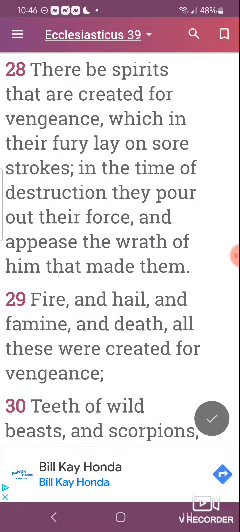 10:46
48%
Ecclesiasticus 39
28 There be spirits
that are created for
vengeance, which in
their fury lay on sore
strokes; in the time of
destruction they pour
out their force, and
appease the wrath of
him that made them.
29 Fire, and hail, and
famine, and death, all
these were created for
vengeance;
30 Teeth of wild
beasts, and scorpions,
Bill Kay Honda
Bill Kay Honda
RECORDER